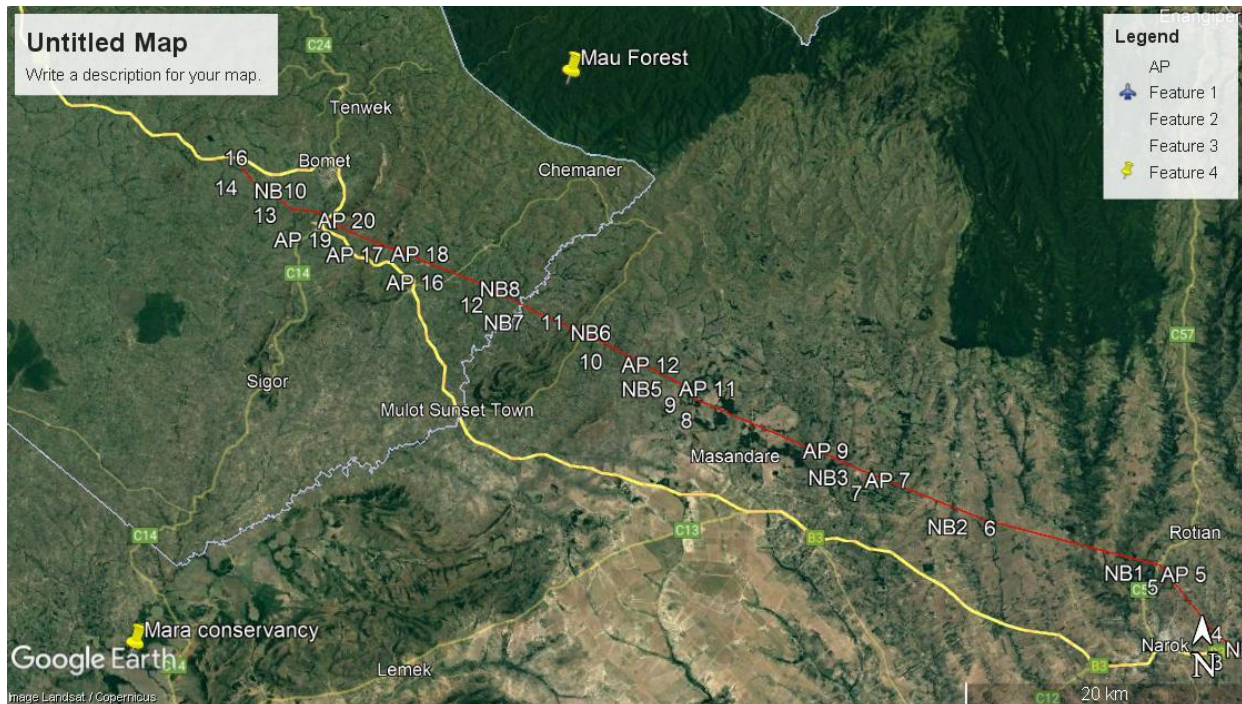 Untitled Map
Write a description for your map.
Legend
AP
Feature 1
Feature 2
Feature 3
Feature 4
Enangiper
C24
Mau Forest
Tenwek
16
Bomet
Chemaner
14
NB10
13
AP 20
AP 19
AP 17
AP 18
C14
AP 16
NB8
12
NB7
11
NB6
10
C57
AP 12
NB5
AP 11
9
8
Sigor
Mulot Sunset Town
Masandare
AP 9
NB3
AP 7
7
NB2
6
C14
C13
B3
Rotian
NB1
AP 5
5
C5
Mara conservancy
4
Narok
N
3
Google Earth
C14
Lemek
B3
N
C12
20 km
Image Landsat / Copernicus